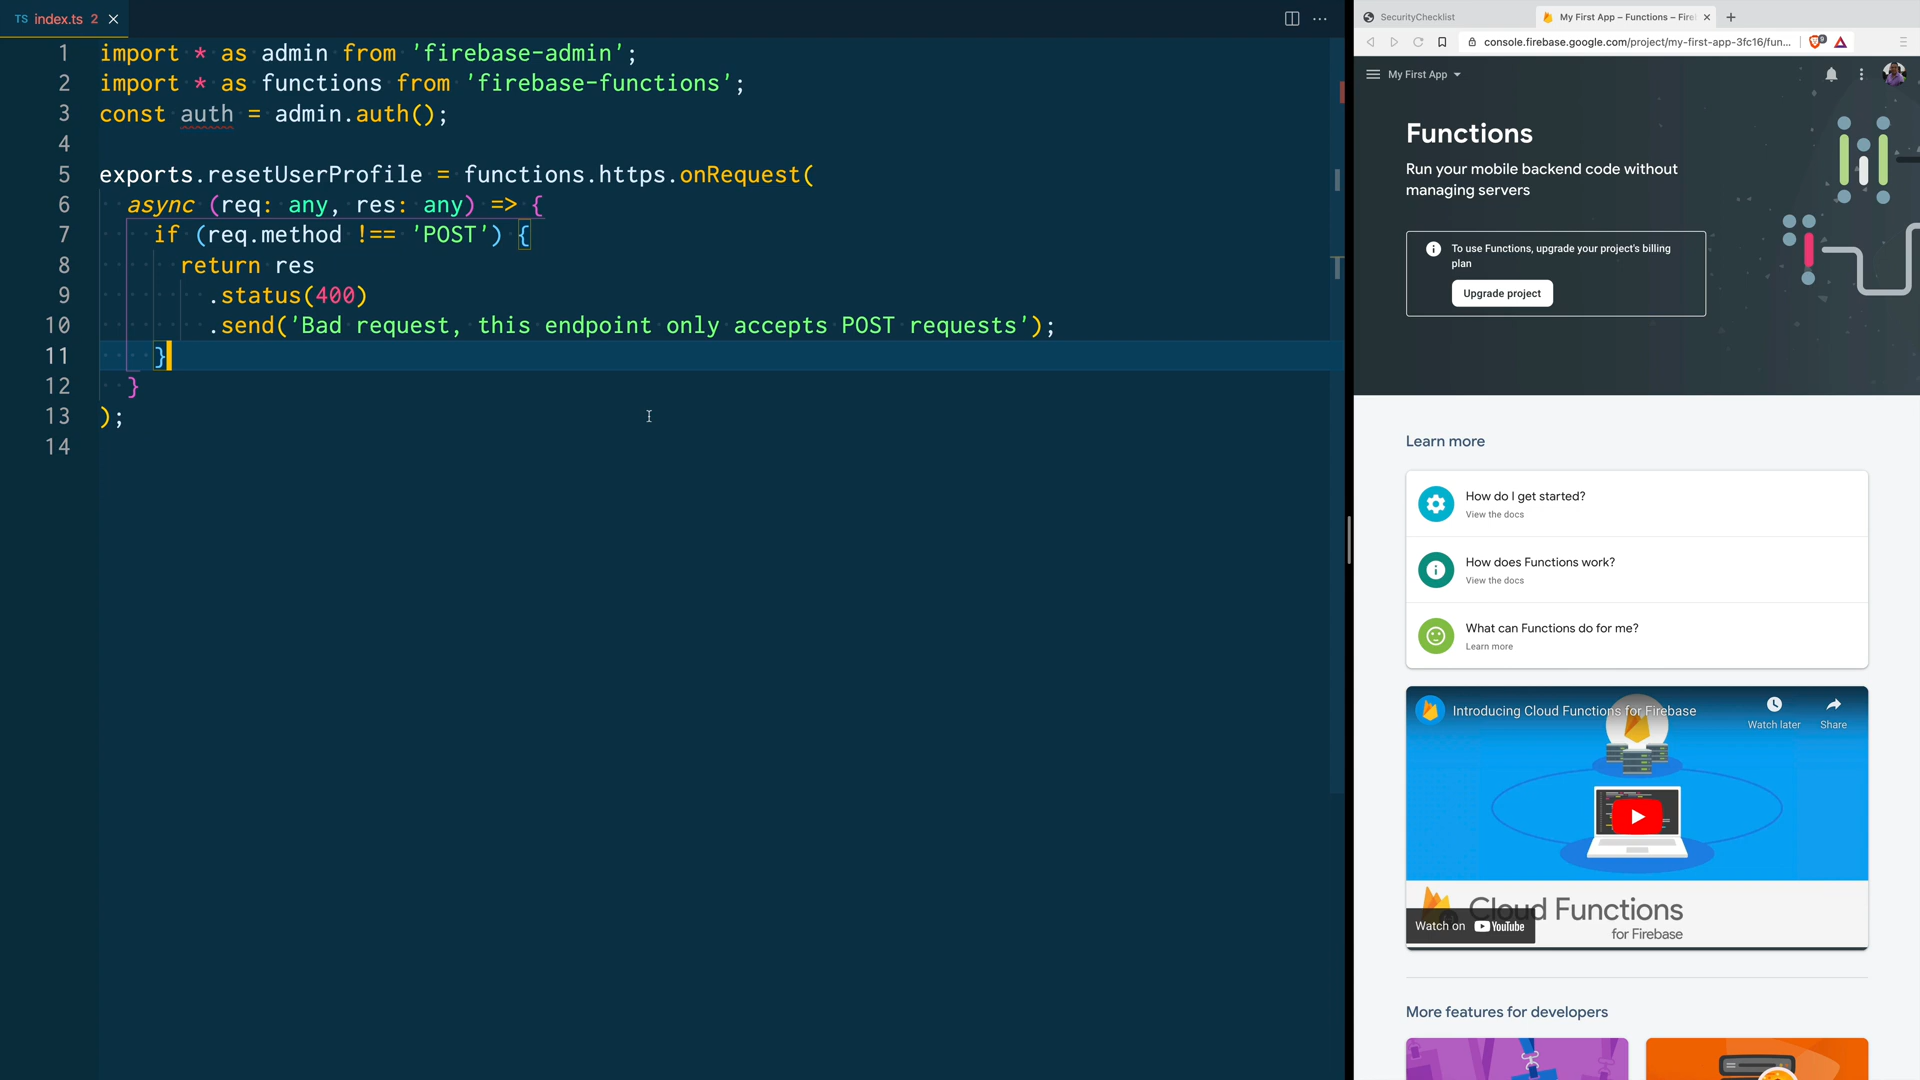 TS index.ts 2
1 import * as admin from 'firebase-admin';
2 import * as functions from 'firebase-functions';
3 const auth = admin.auth();
4
5 exports.resetUserProfile = functions.https.onRequest(
6 async (req: any, res: any) => {
7 if (req.method !== 'POST') {
8 return res
9 .status(400)
10 .send('Bad request, this endpoint only accepts POST requests');
11 }
12 }
13 );
14
SecurityChecklist
My First App – Functions – Fire
console.firebase.google.com/project/my-first-app-3fc16/fun...
9
My First App
Functions
Run your mobile backend code without
managing servers
To use Functions, upgrade your project's billing
plan
Upgrade project
Learn more
How do I get started?
View the docs
How does Functions work?
View the docs
What can Functions do for me?
Learn more
Introducing Cloud Functions for Firebase
Watch later
Share
Cloud Functions
for Firebase
Watch on YouTube
More features for developers